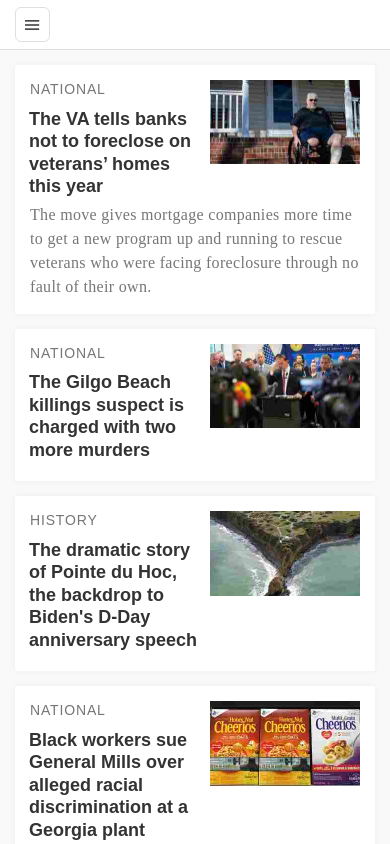 NATIONAL
The VA tells banks
not to foreclose on
veterans’ homes
this year
The move gives mortgage companies more time
to get a new program up and running to rescue
veterans who were facing foreclosure through no
fault of their own.
NATIONAL
The Gilgo Beach
killings suspect is
charged with two
more murders
HISTORY
The dramatic story
of Pointe du Hoc,
the backdrop to
Biden's D-Day
anniversary speech
NATIONAL
Black workers sue
General Mills over
alleged racial
discrimination at a
Georgia plant
Honey Nut
Cheerios
Honey Nut
Cheerios
Multi Grain
Cheerios